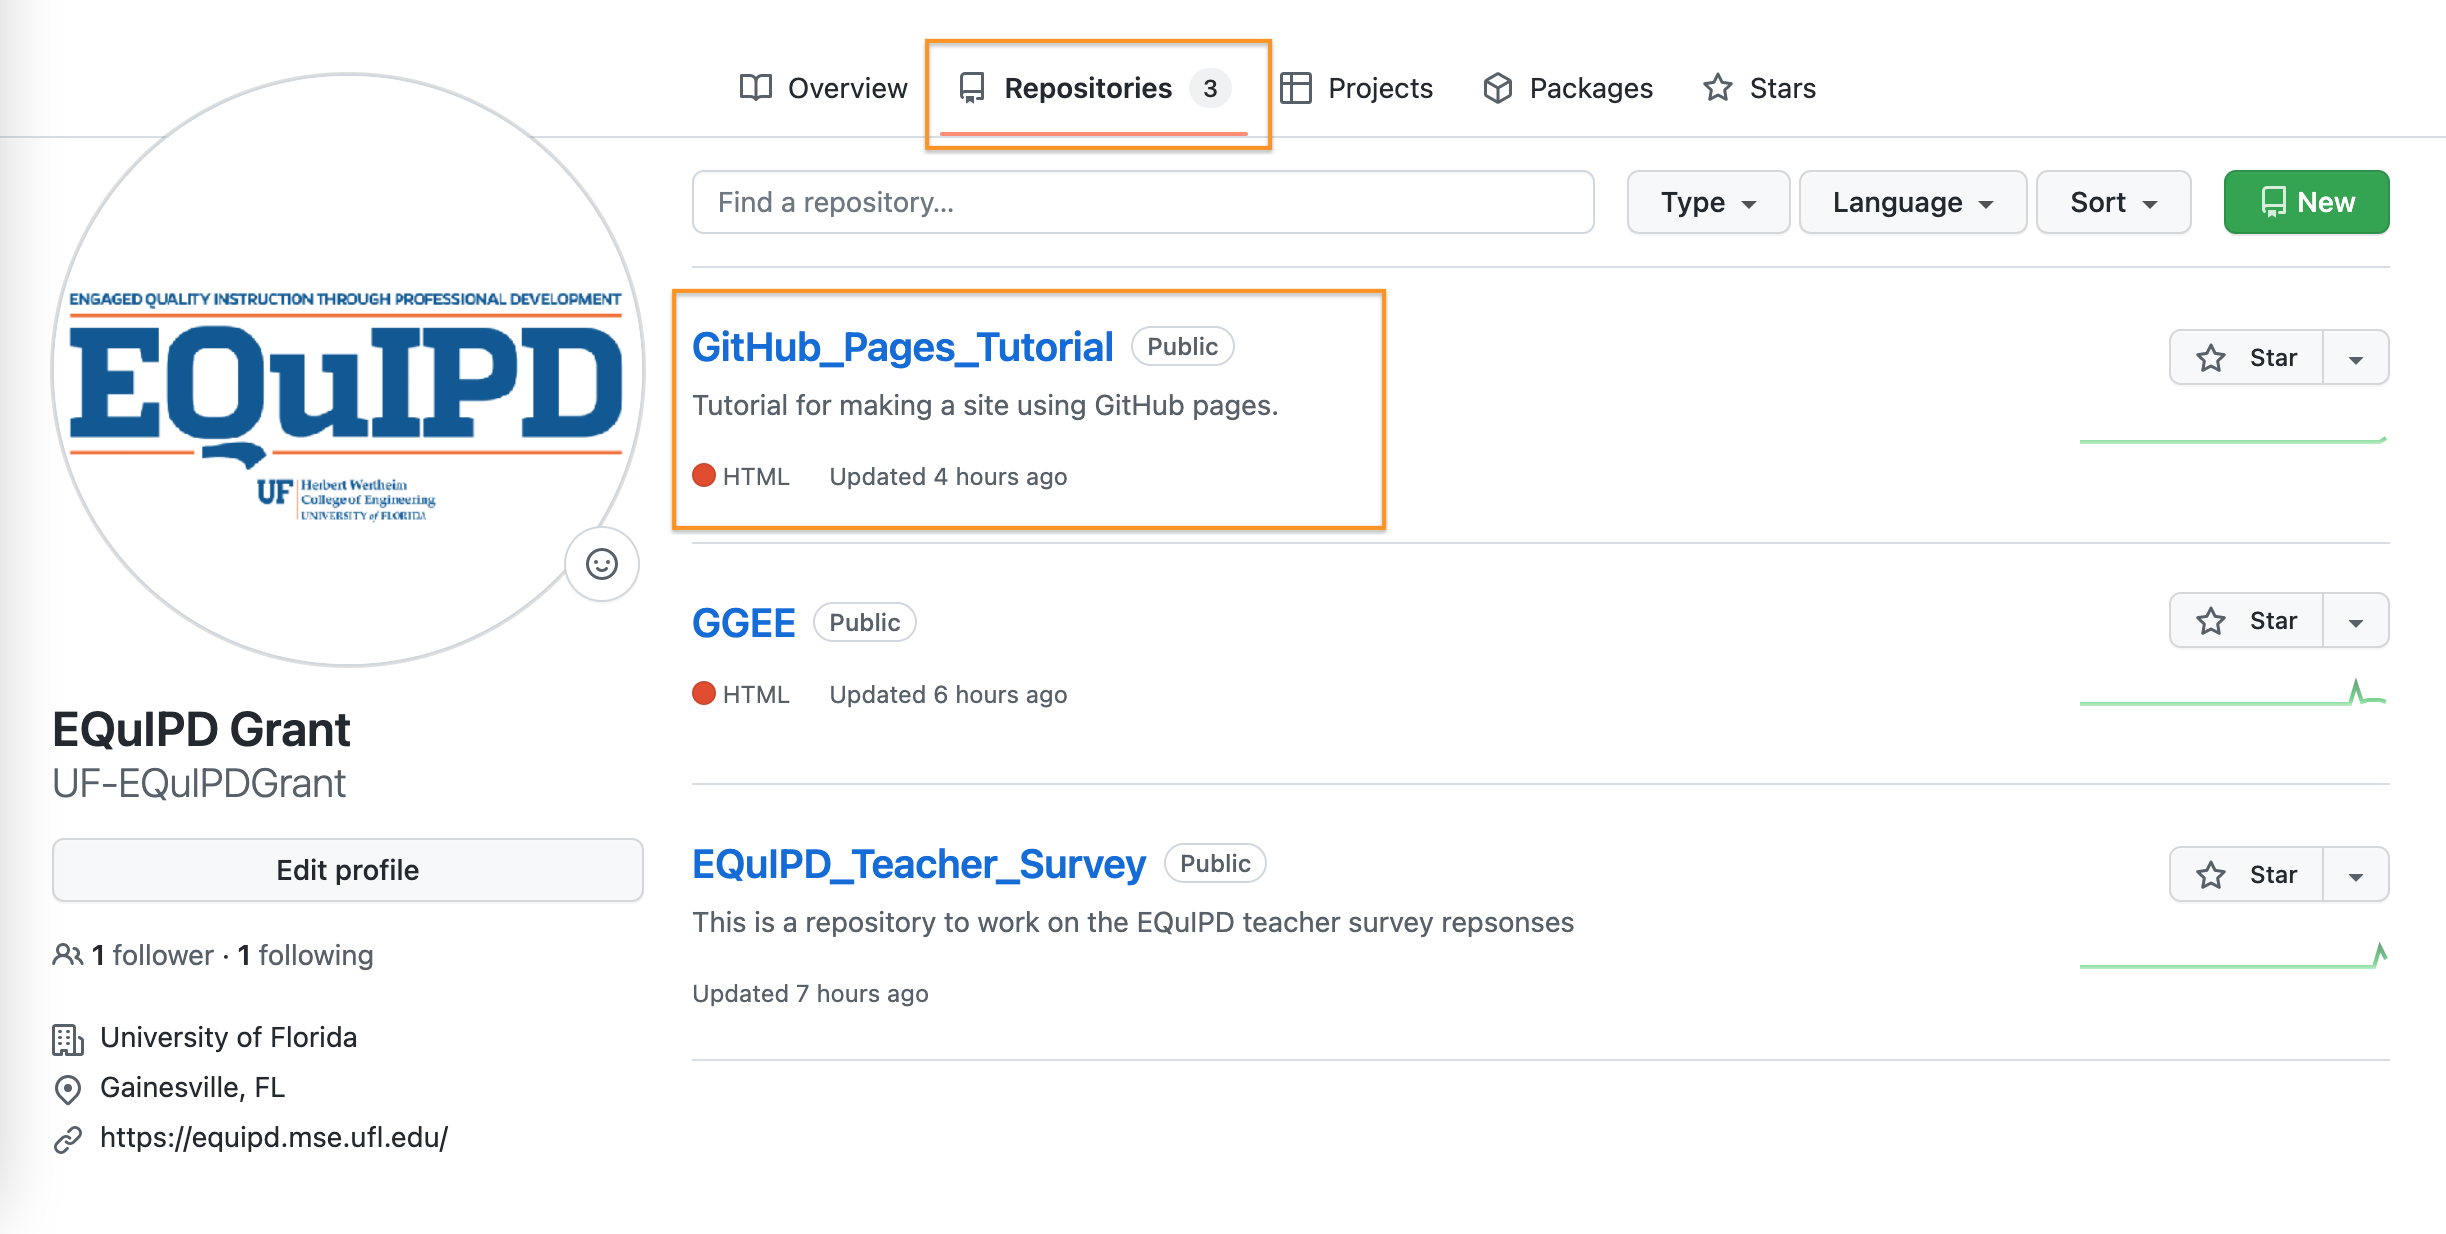 Overview Repositories 3 Projects Packages Stars
Find a repository... Type Language Sort New
ENGAGED QUALITY INSTRUCTION THROUGH PROFESSIONAL DEVELOPMENT
EQuIPD
UF Herbert Wertheim
College of Engineering
UNIVERSITY of FLORIDA
EQuIPD Grant
UF-EQuIPDGrant
Edit profile
1 follower · 1 following
University of Florida
Gainesville, FL
https://equipd.mse.ufl.edu/
GitHub_Pages_Tutorial Public Star
Tutorial for making a site using GitHub pages.
HTML Updated 4 hours ago
GGEE Public Star
HTML Updated 6 hours ago
EQuIPD_Teacher_Survey Public Star
This is a repository to work on the EQuIPD teacher survey repsonses
Updated 7 hours ago